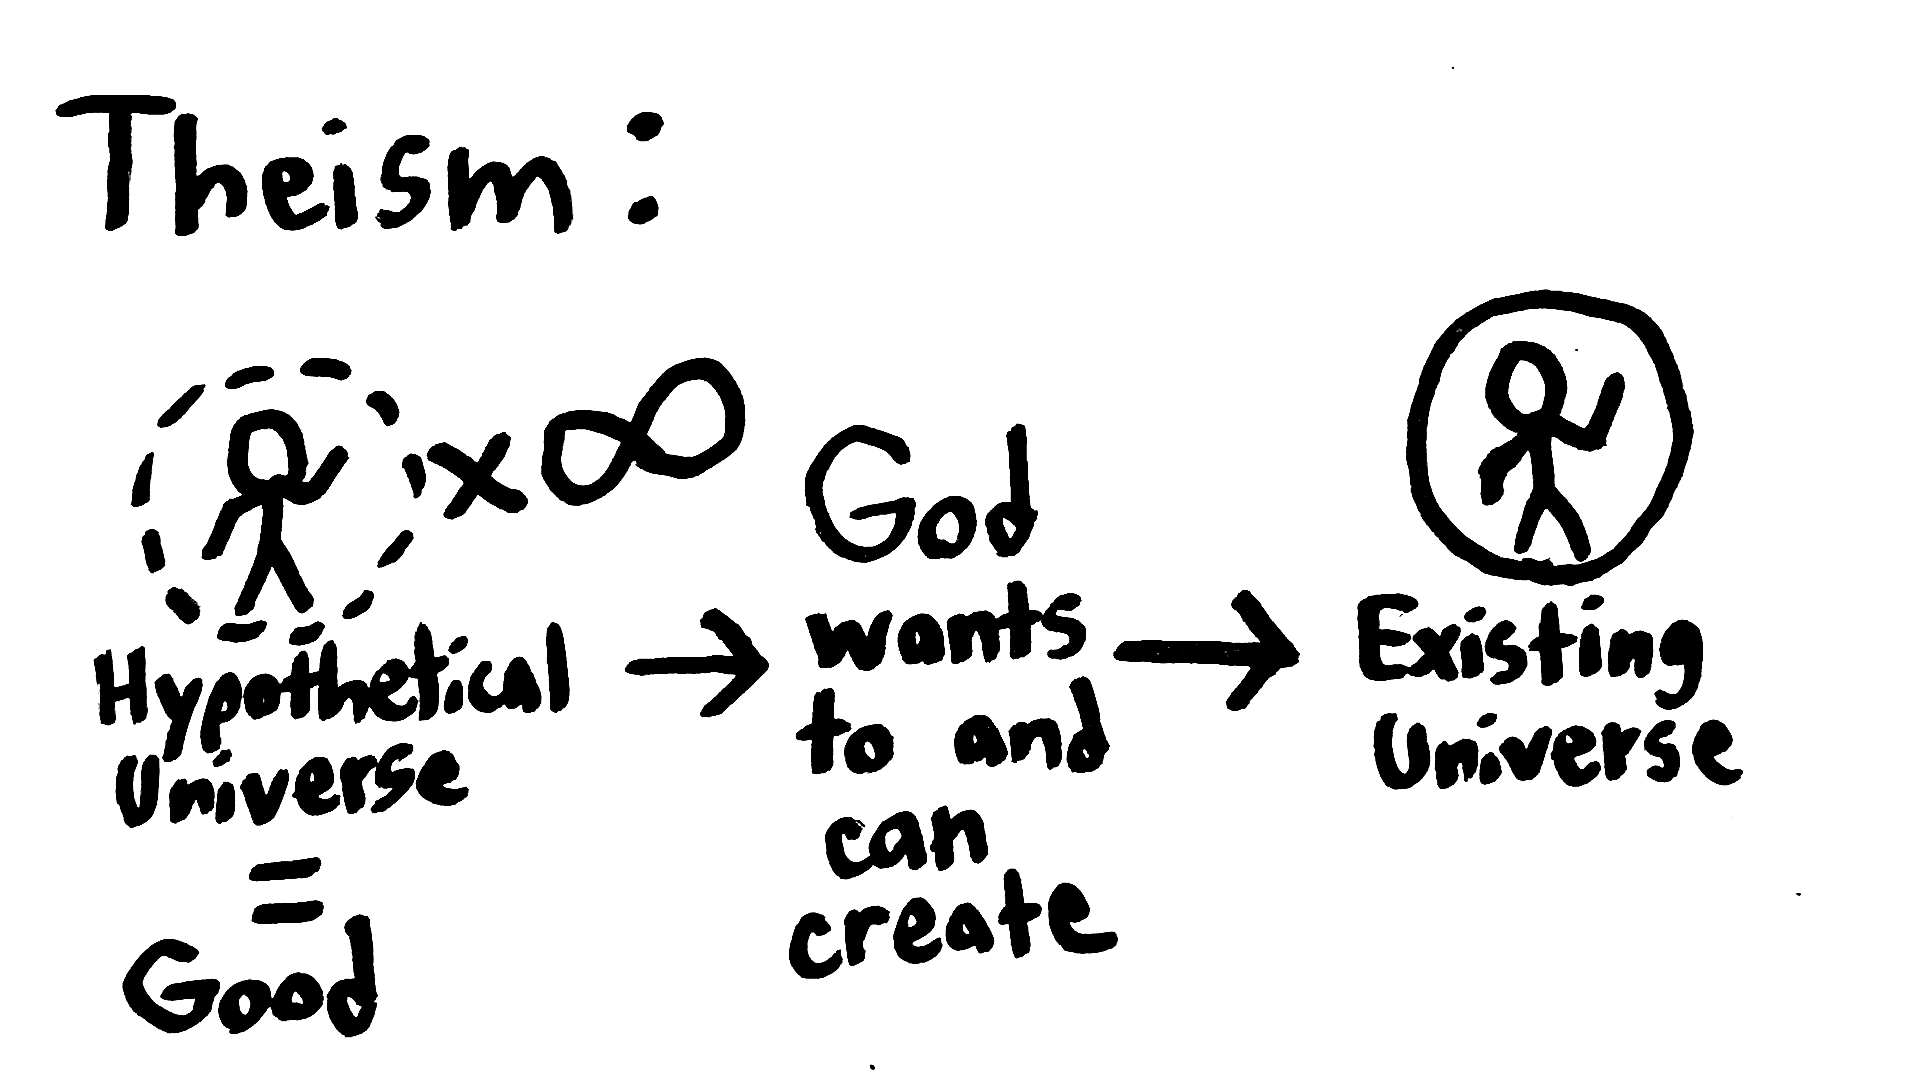 Theism:
x ∞
Hypothetical
Universe
=
Good
God
wants
to and
can
create
Existing
Universe